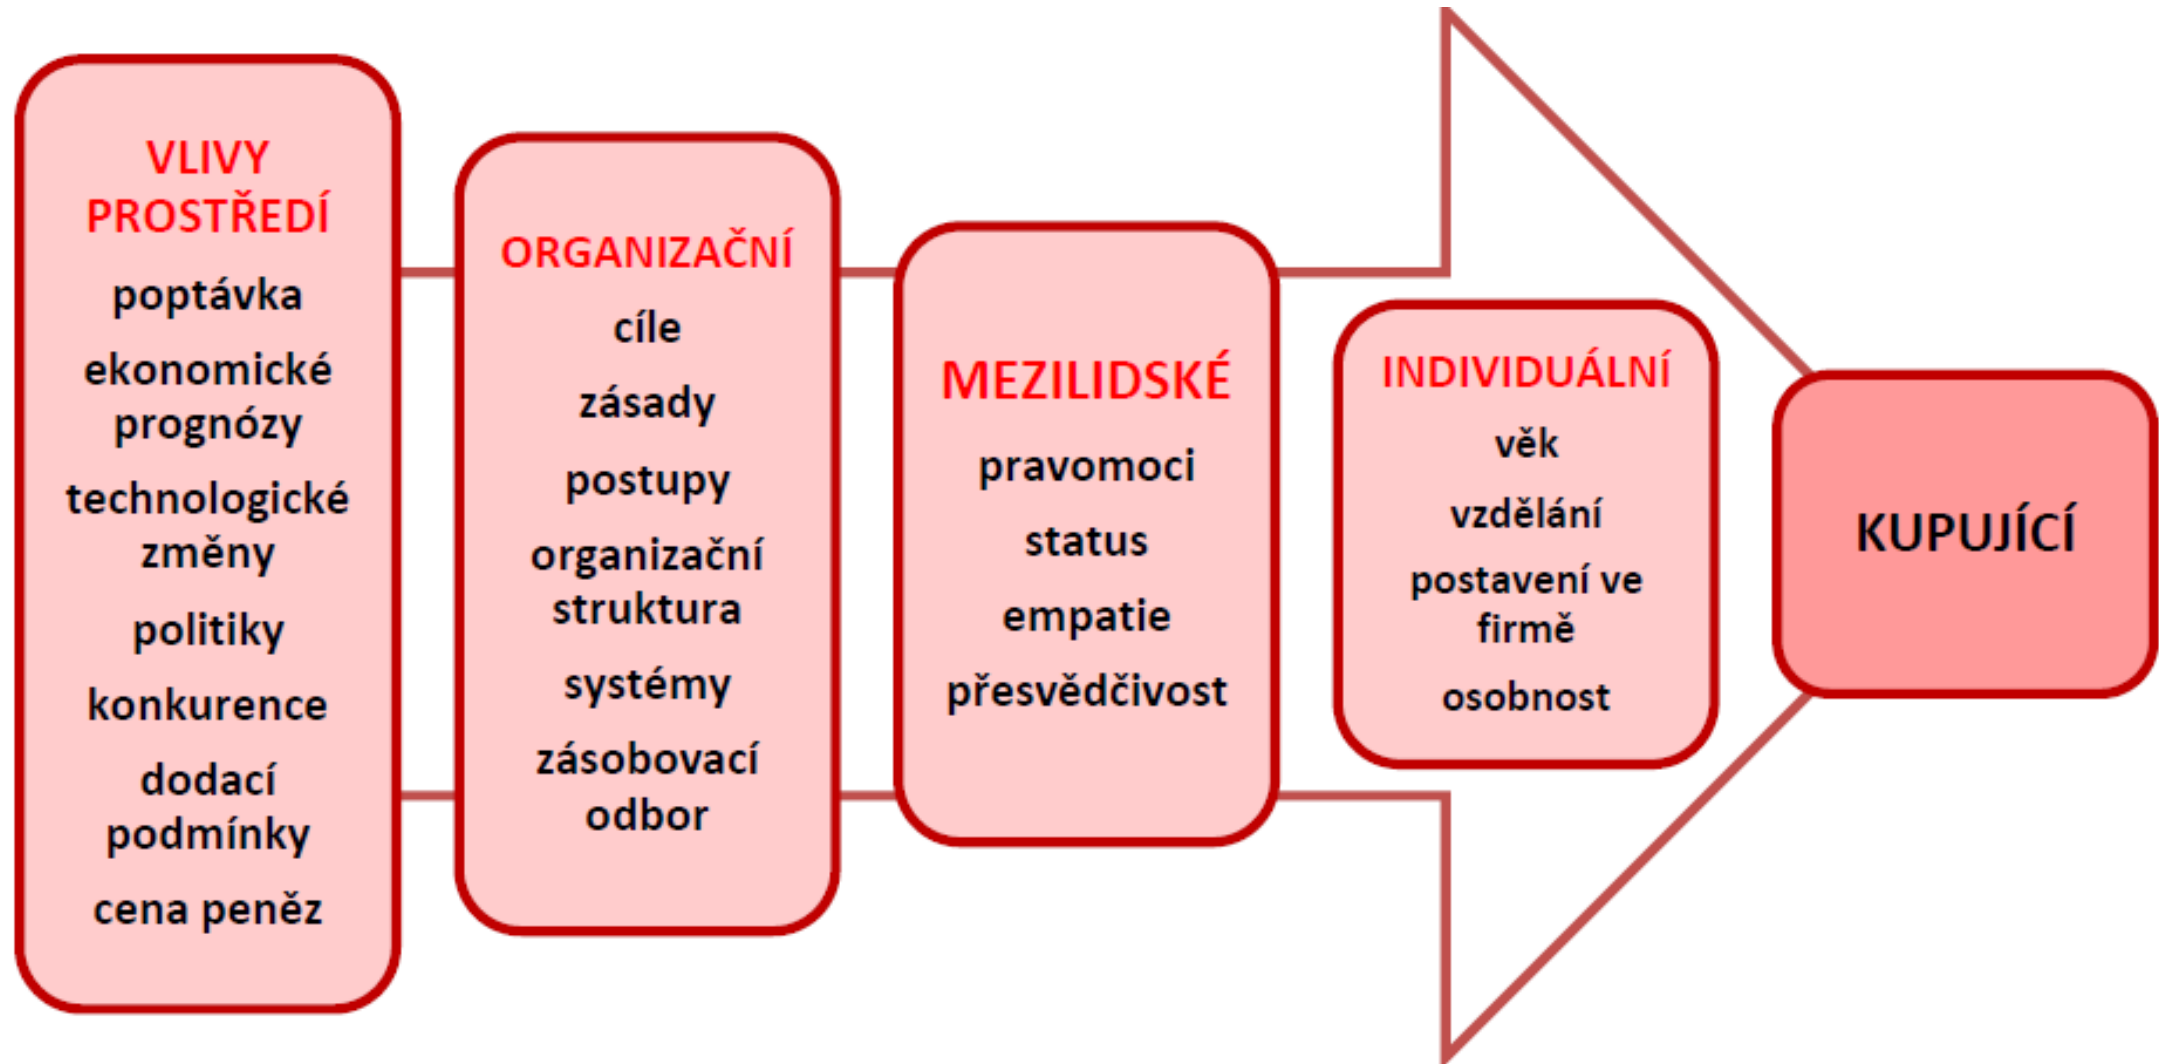 VLIVY
PROSTŘEDÍ
poptávka
ekonomické
prognózy
technologické
změny
politiky
konkurence
dodací
podmínky
cena peněz
ORGANIZAČNÍ
cíle
zásady
postupy
organizační
struktura
systémy
zásobovací
odbor
MEZILIDSKÉ
pravomoci
status
empatie
přesvědčivost
INDIVIDUÁLNÍ
věk
vzdělání
postavení ve
firmě
osobnost
KUPUJÍCÍ